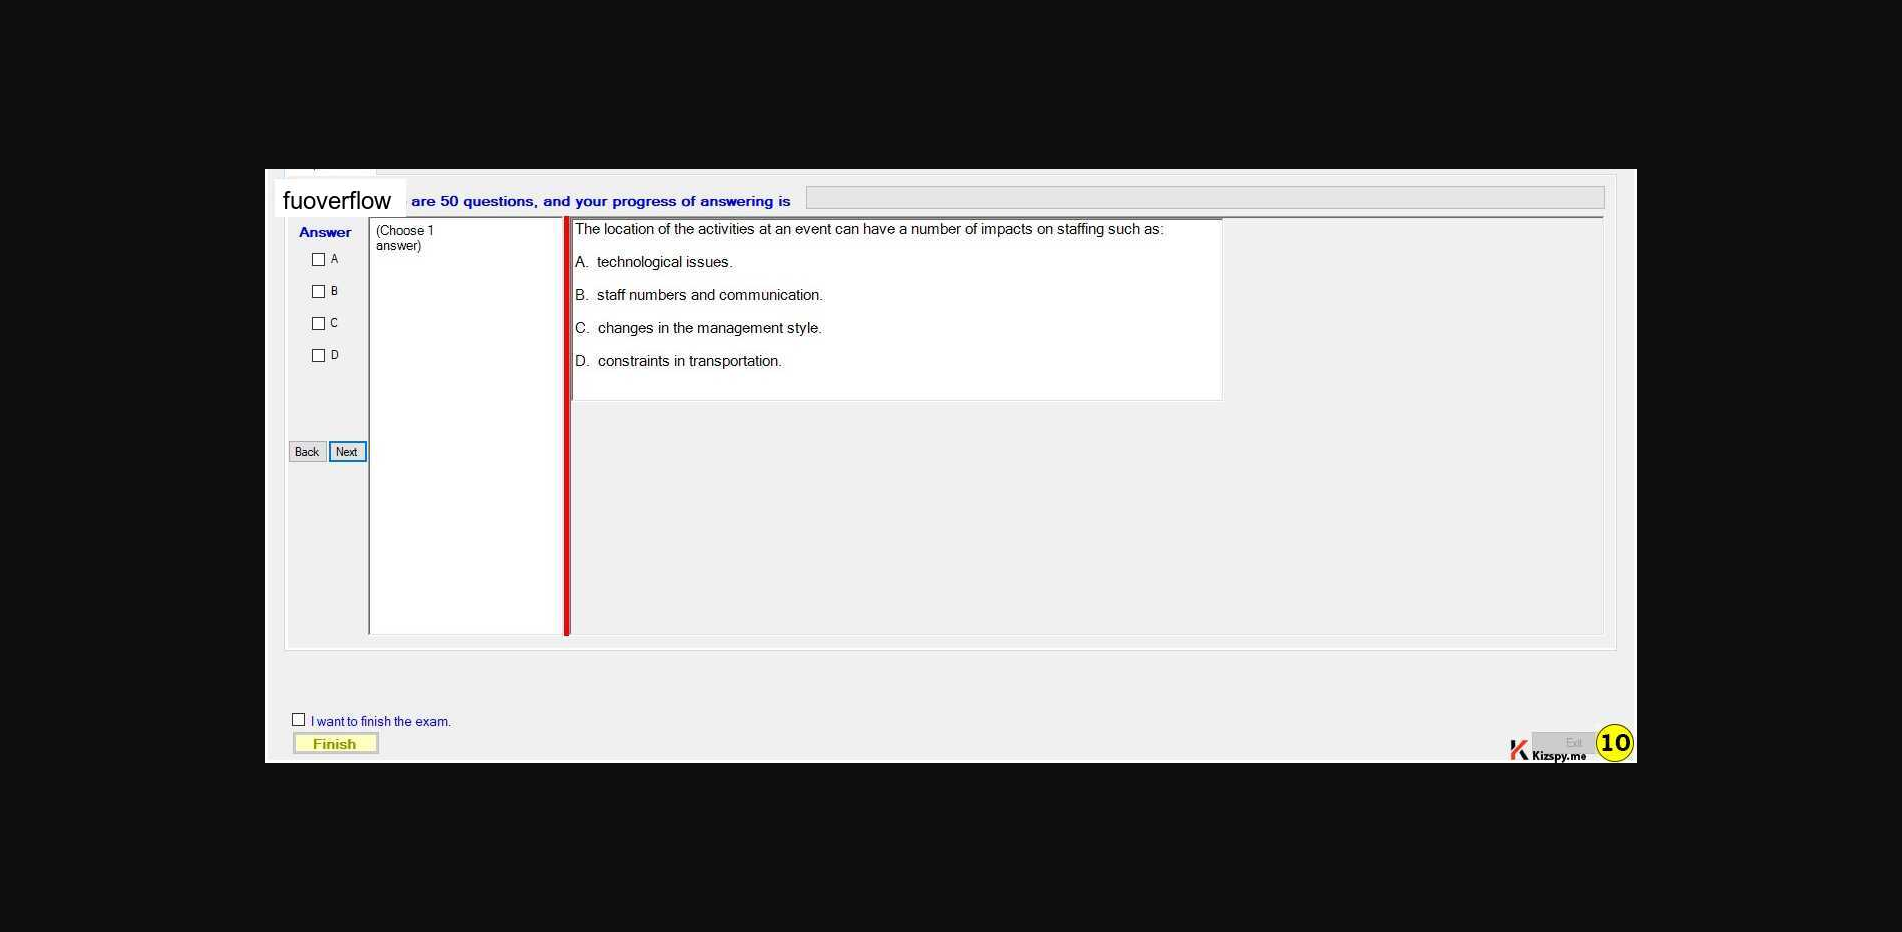 fuoverflow are 50 questions, and your progress of answering is
Answer
(Choose 1
answer)
A
B
C
D
Back Next
The location of the activities at an event can have a number of impacts on staffing such as:
A. technological issues.
B. staff numbers and communication.
C. changes in the management style.
D. constraints in transportation.
I want to finish the exam.
Finish
Exit
Kizspy.me
10